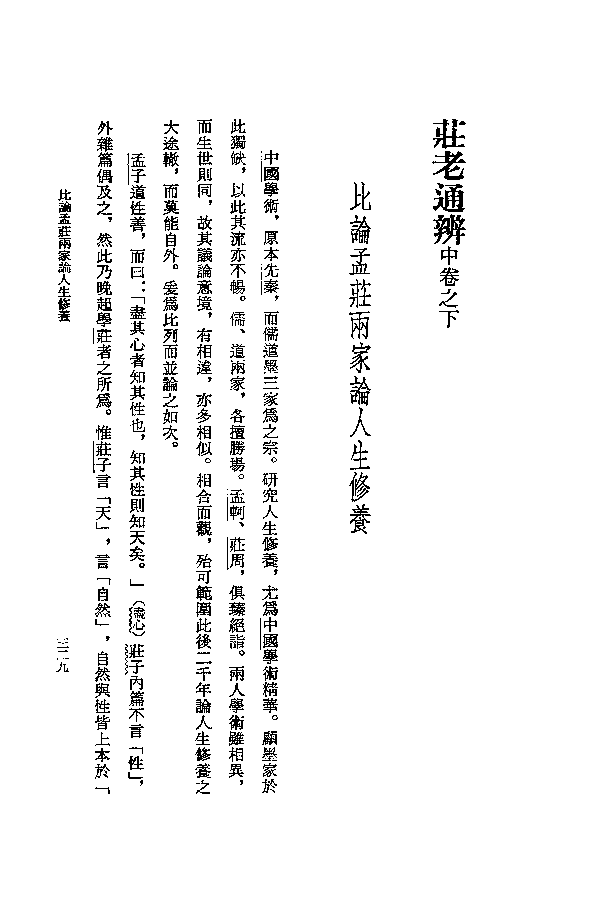 莊老通辨中卷之下
比論孟莊兩家論人生修養
中國學術，原本先秦，而儒道墨三家爲之宗。研究人生修養，尤爲中國學術精華。顧墨家於
此獨缺，以此其流亦不暢。儒、道兩家，各擅勝場。孟軻、莊周，俱臻絕詣。兩人學術雖相異，
而生世則同，故其議論意境，有相違，亦多相似。相合而觀，殆可範圍此後二千年論人生修養之
大途轍，而莫能自外。爰爲比列而並論之如次。
孟子道性善，而曰：「盡其心者知其性也，知其性則知天矣。」（盡心）莊子內篇不言「性」，
外雜篇偶及之，然此乃晚起學莊者之所爲。惟莊子言「天」，言「自然」，自然與性皆上本於「
比論孟莊兩家論人生修養
三二九